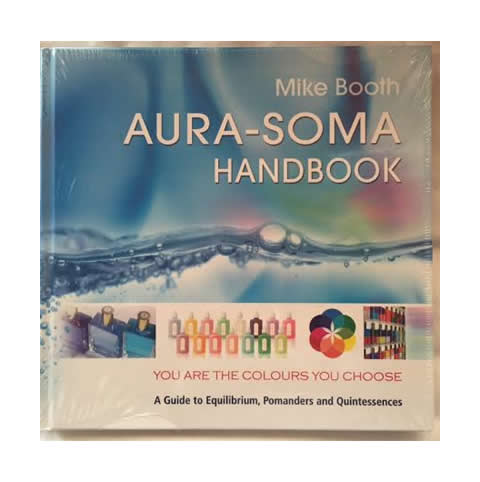 Mike Booth
AURA-SOMA
HANDBOOK
YOU ARE THE COLOURS YOU CHOOSE
A Guide to Equilibrium, Pomanders and Quintessences